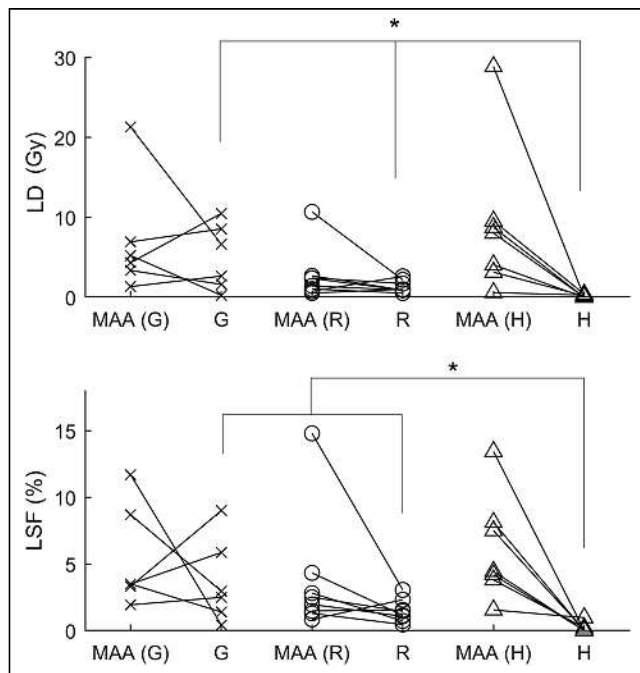 *
30
20
10
0
LD (Gy)
MAA (G) G MAA (R) R MAA (H) H
*
15
10
5
0
LSF (%)
MAA (G) G MAA (R) R MAA (H) H